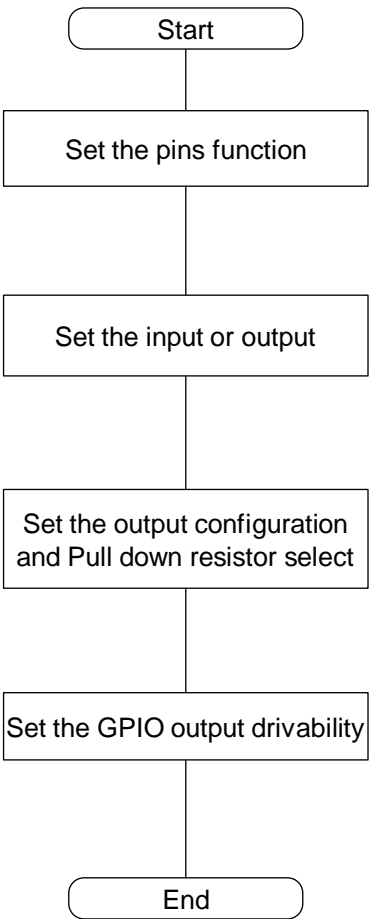 Start
Set the pins function
Set the input or output
Set the output configuration
and Pull down resistor select
Set the GPIO output drivability
End